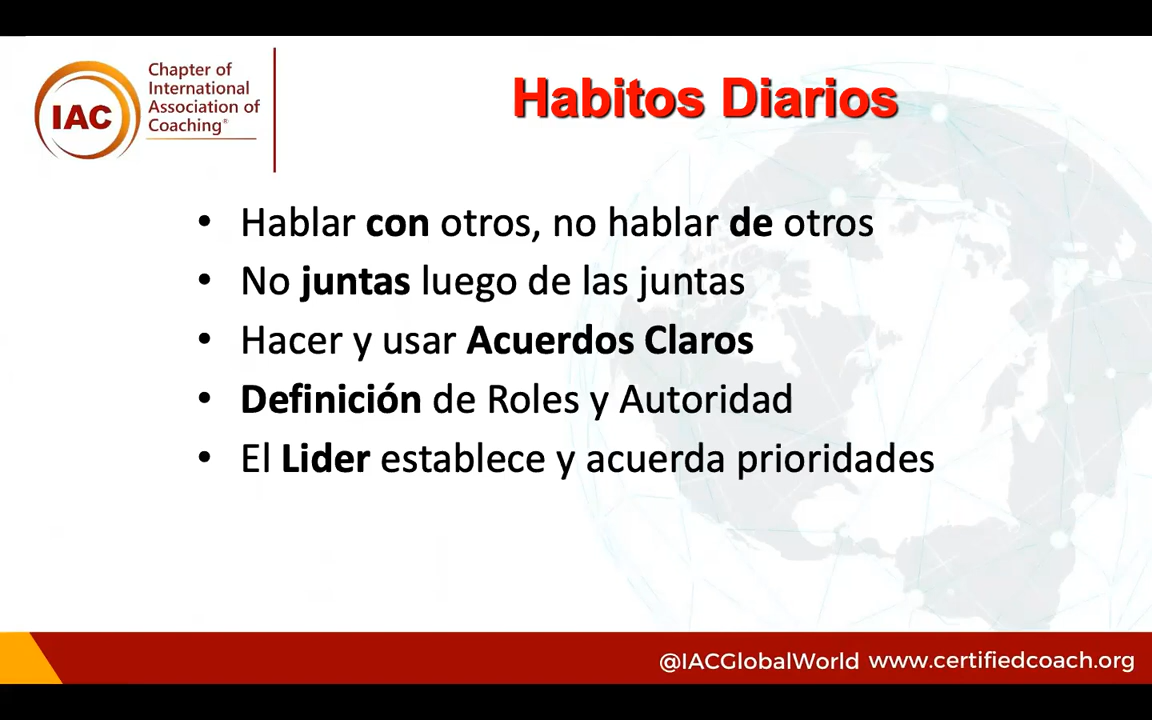 IAC
Chapter of
International
Association of
Coaching®
Habitos Diarios
• Hablar con otros, no hablar de otros
• No juntas luego de las juntas
• Hacer y usar Acuerdos Claros
• Definición de Roles y Autoridad
• El Lider establece y acuerda prioridades
@IACGlobalWorld www.certifiedcoach.org